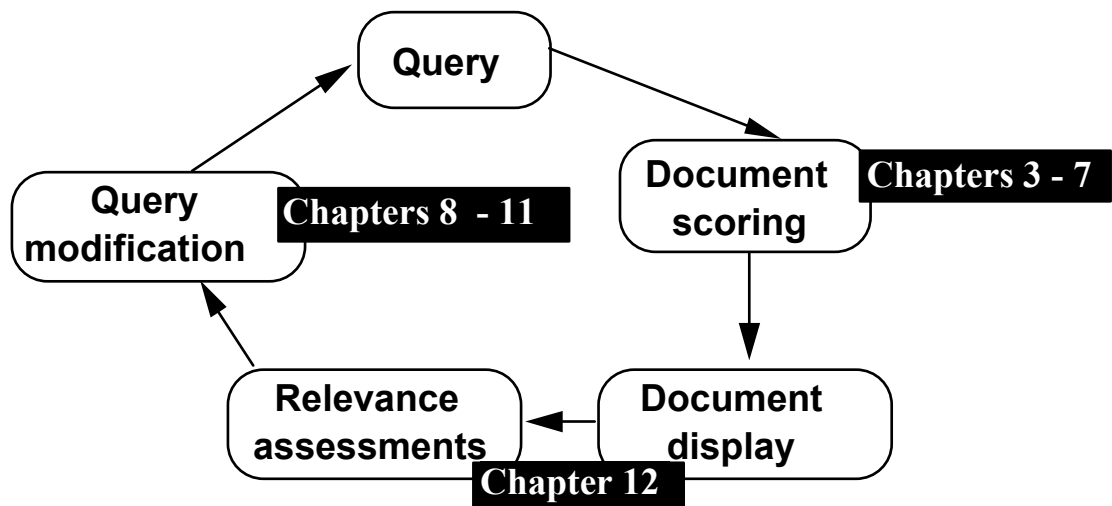 Query
Document
scoring
Chapters 3 - 7
Query
modification
Chapters 8 - 11
Relevance
assessments
Document
display
Chapter 12